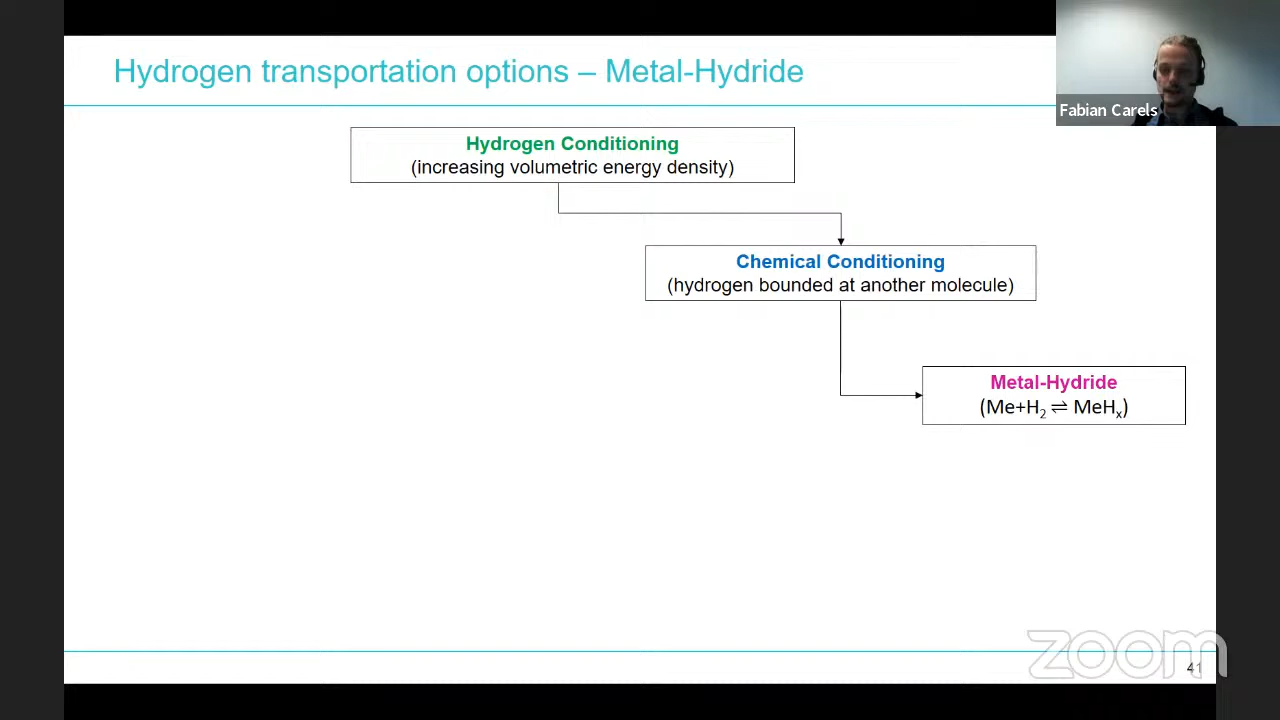 Hydrogen transportation options – Metal-Hydride
Fabian Carels
Hydrogen Conditioning
(increasing volumetric energy density)
Chemical Conditioning
(hydrogen bounded at another molecule)
Metal-Hydride
(Me+H₂ ⇌ MeHₓ)
zoom
41